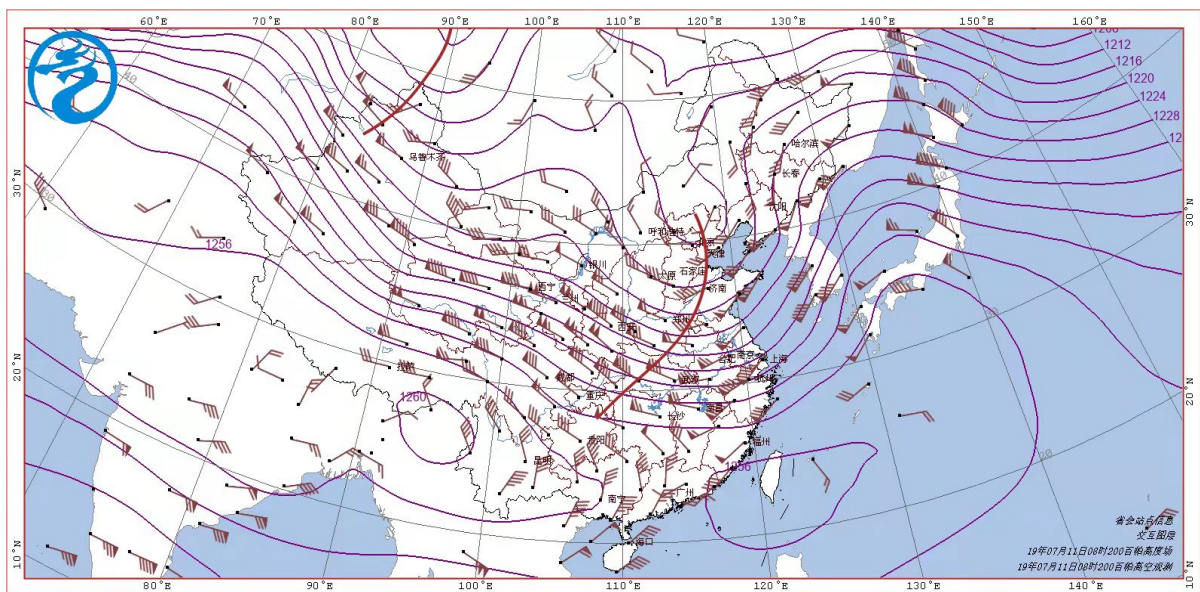 60°E 70°E 80°E 90°E 100°E 110°E 120°E 130°E 140°E 150°E 160°E
1208
1212
1216
1220
1224
1228
40
40
30°N
30
30°N
20°N
20°N
20
10°N
10°N
1256
1260
1256
乌鲁木齐
哈尔滨
长春
沈阳
呼和浩特
北京
天津
石家庄
太原
济南
银川
西宁
兰州
郑州
西安
合肥
南京
上海
杭州
武汉
成都
拉萨
重庆
南昌
长沙
贵阳
福州
昆明
广州
南宁
海口
省会站点信息
交互图层
19年07月11日08时200百帕高度场
19年07月11日08时200百帕高空观测
80°E 90°E 100°E 110°E 120°E 130°E 140°E